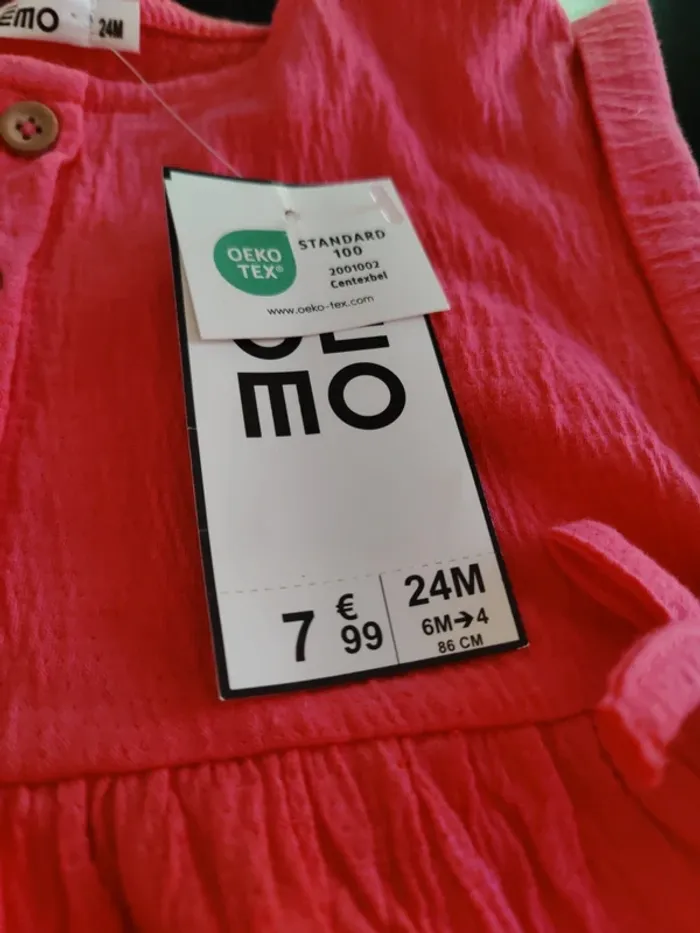 EMO
24M
OEKO
TEX®
STANDARD
100
2001002
Centexbel
www.oeko-tex.com
MO
7 € 99
24M
6M→4
86 CM